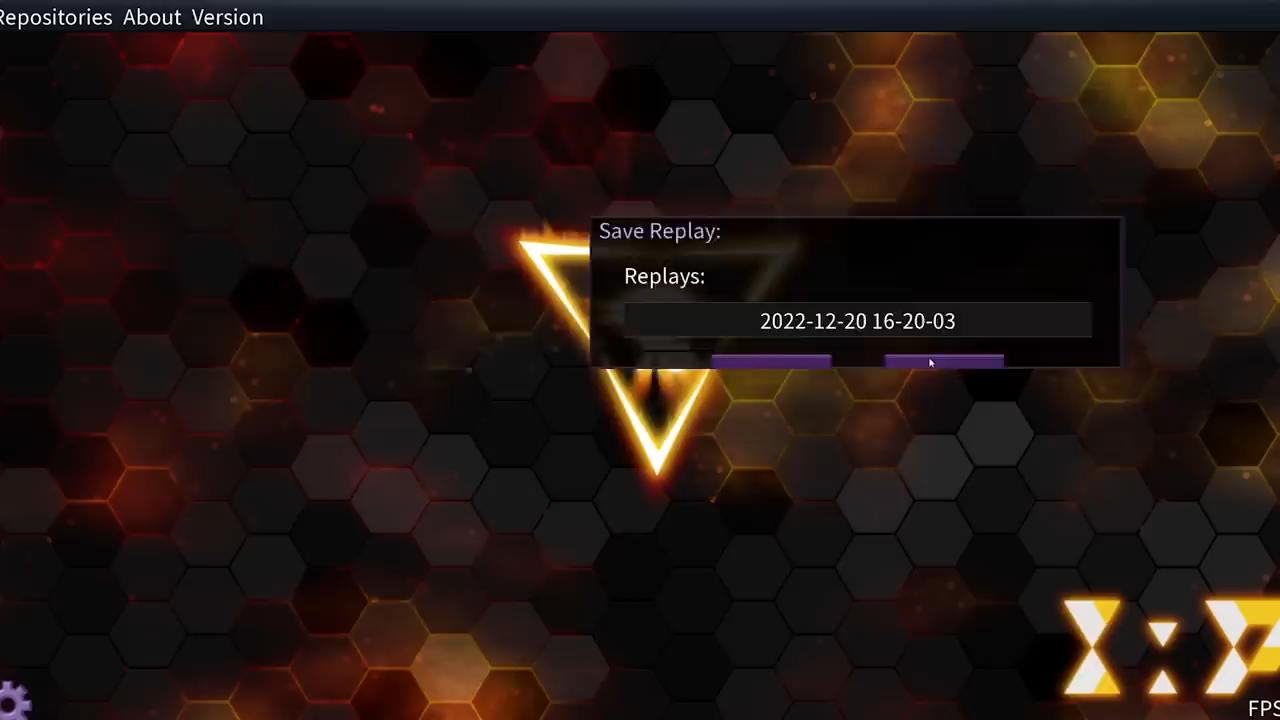 Repositories About Version
Save Replay:
Replays:
2022-12-20 16-20-03
FPS